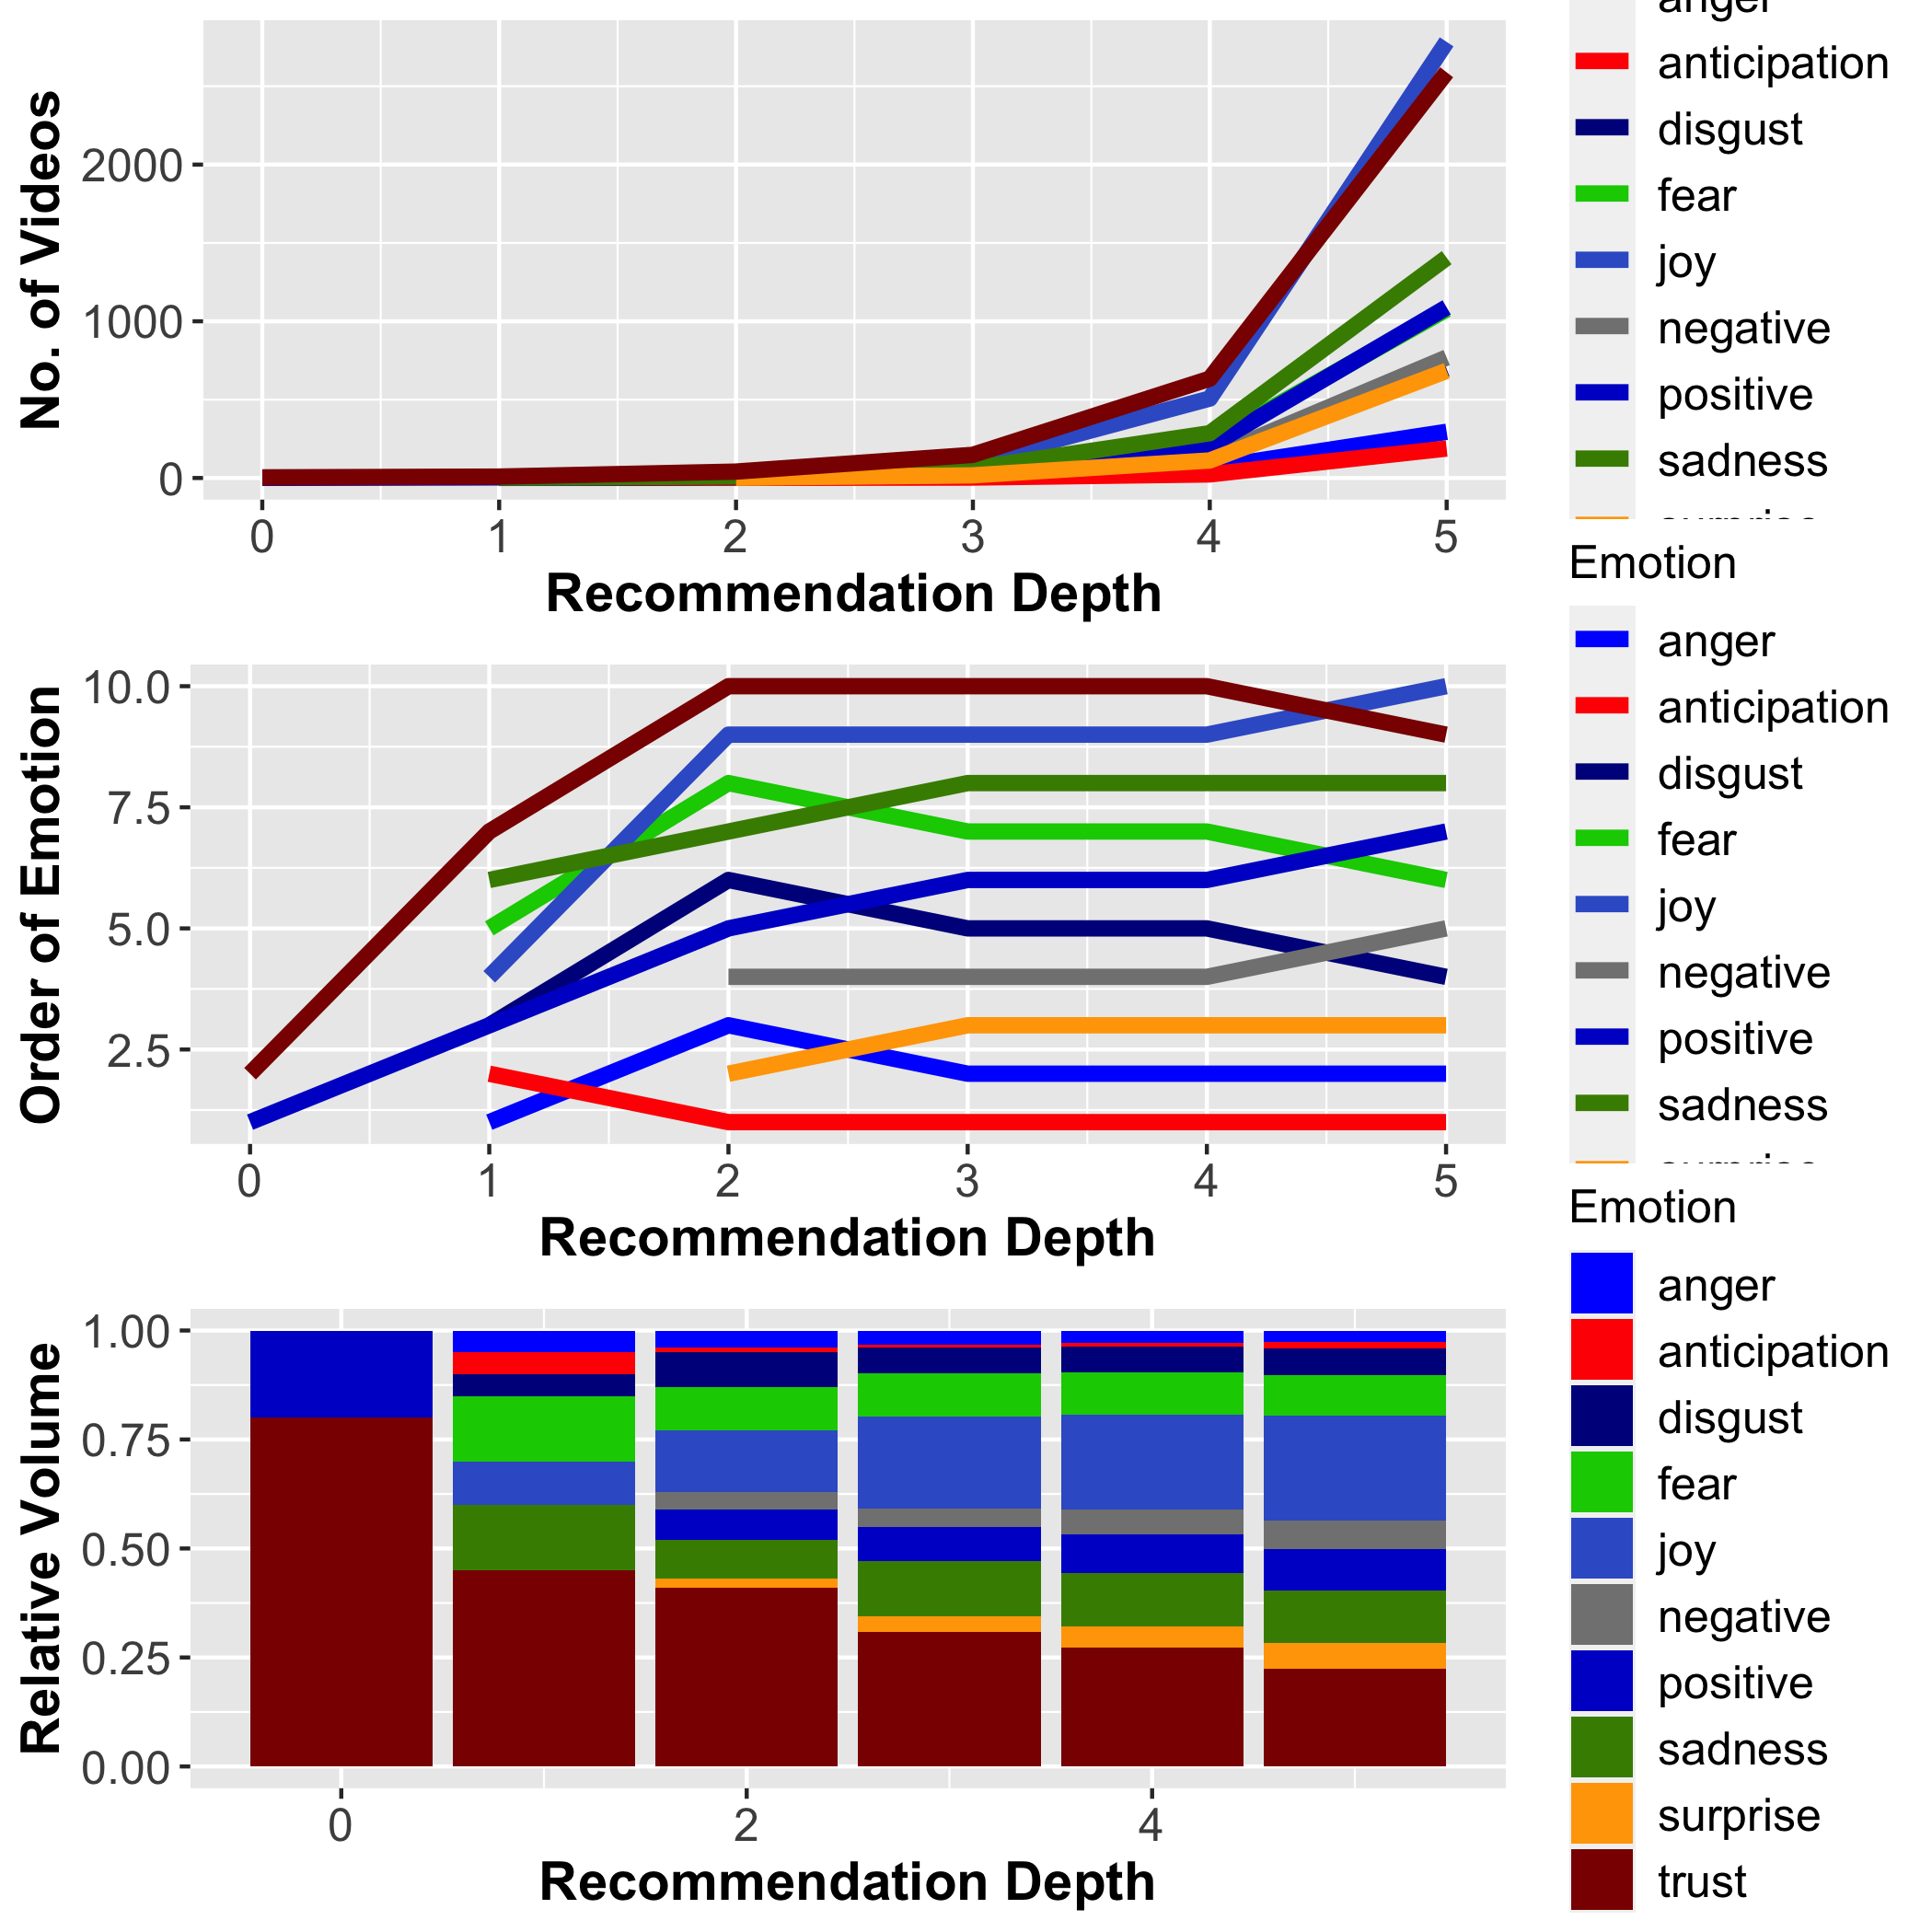 No. of Videos
2000
1000
0
0 1 2 3 4 5
Recommendation Depth
anger
anticipation
disgust
fear
joy
negative
positive
sadness
Order of Emotion
10.0
7.5
5.0
2.5
0 1 2 3 4 5
Recommendation Depth
Emotion
anger
anticipation
disgust
fear
joy
negative
positive
sadness
Relative Volume
1.00
0.75
0.50
0.25
0.00
0 2 4
Recommendation Depth
Emotion
anger
anticipation
disgust
fear
joy
negative
positive
sadness
surprise
trust